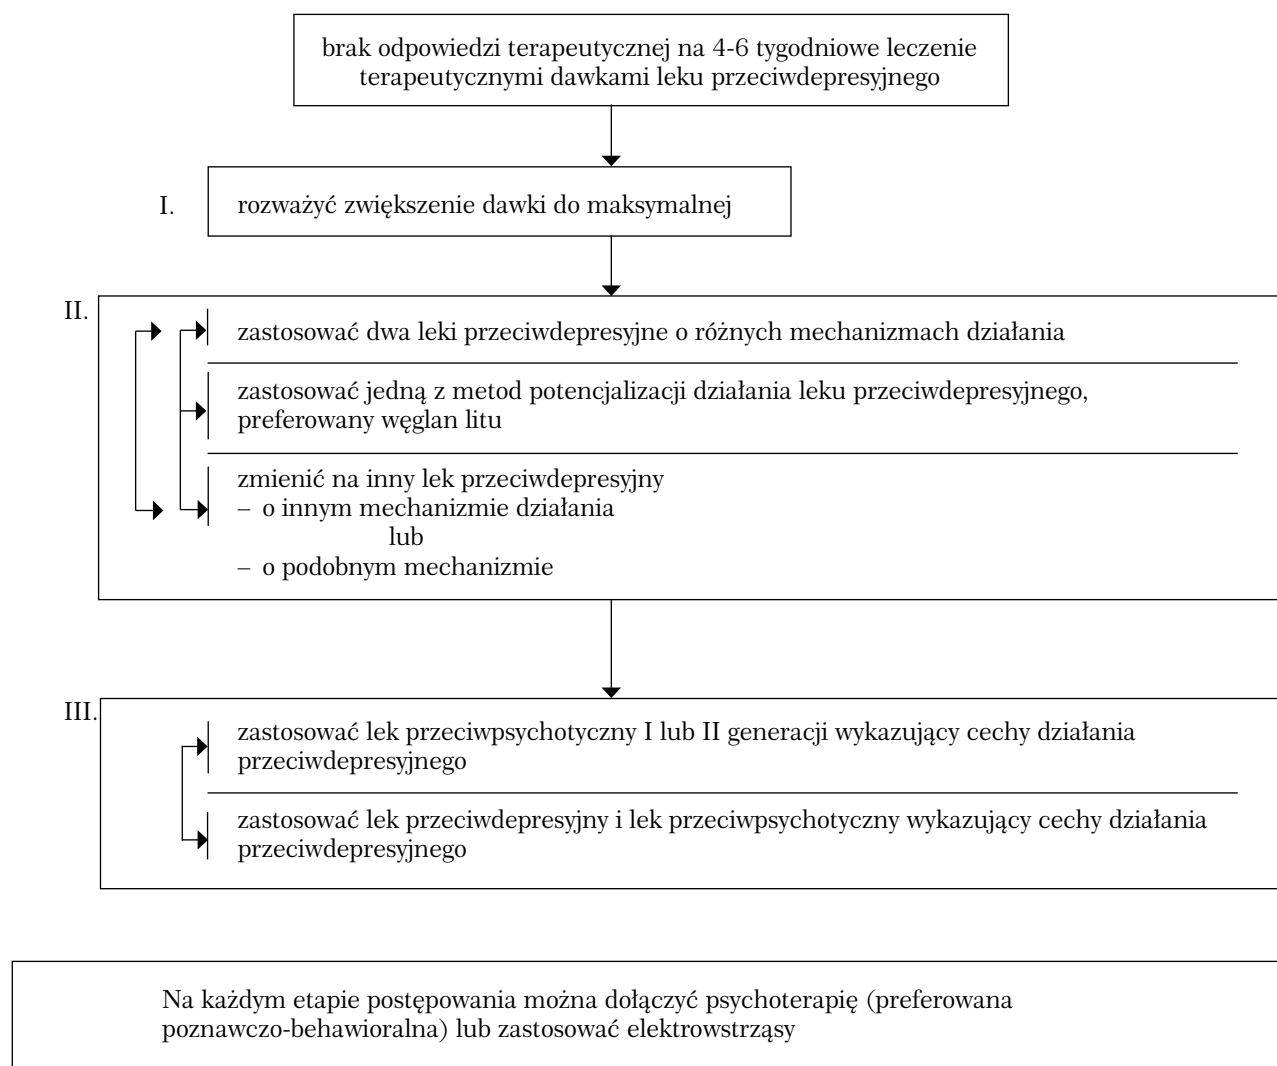 brak odpowiedzi terapeutycznej na 4-6 tygodniowe leczenie
terapeutycznymi dawkami leku przeciwdepresyjnego
I.
rozważyć zwiększenie dawki do maksymalnej
II.
zastosować dwa leki przeciwdepresyjne o różnych mechanizmach działania
zastosować jedną z metod potencjalizacji działania leku przeciwdepresyjnego,
preferowany węglan litu
zmienić na inny lek przeciwdepresyjny
– o innym mechanizmie działania
lub
– o podobnym mechanizmie
III.
zastosować lek przeciwpsychotyczny I lub II generacji wykazujący cechy działania
przeciwdepresyjnego
zastosować lek przeciwdepresyjny i lek przeciwpsychotyczny wykazujący cechy działania
przeciwdepresyjnego
Na każdym etapie postępowania można dołączyć psychoterapię (preferowana
poznawczo-behawioralna) lub zastosować elektrowstrząsy